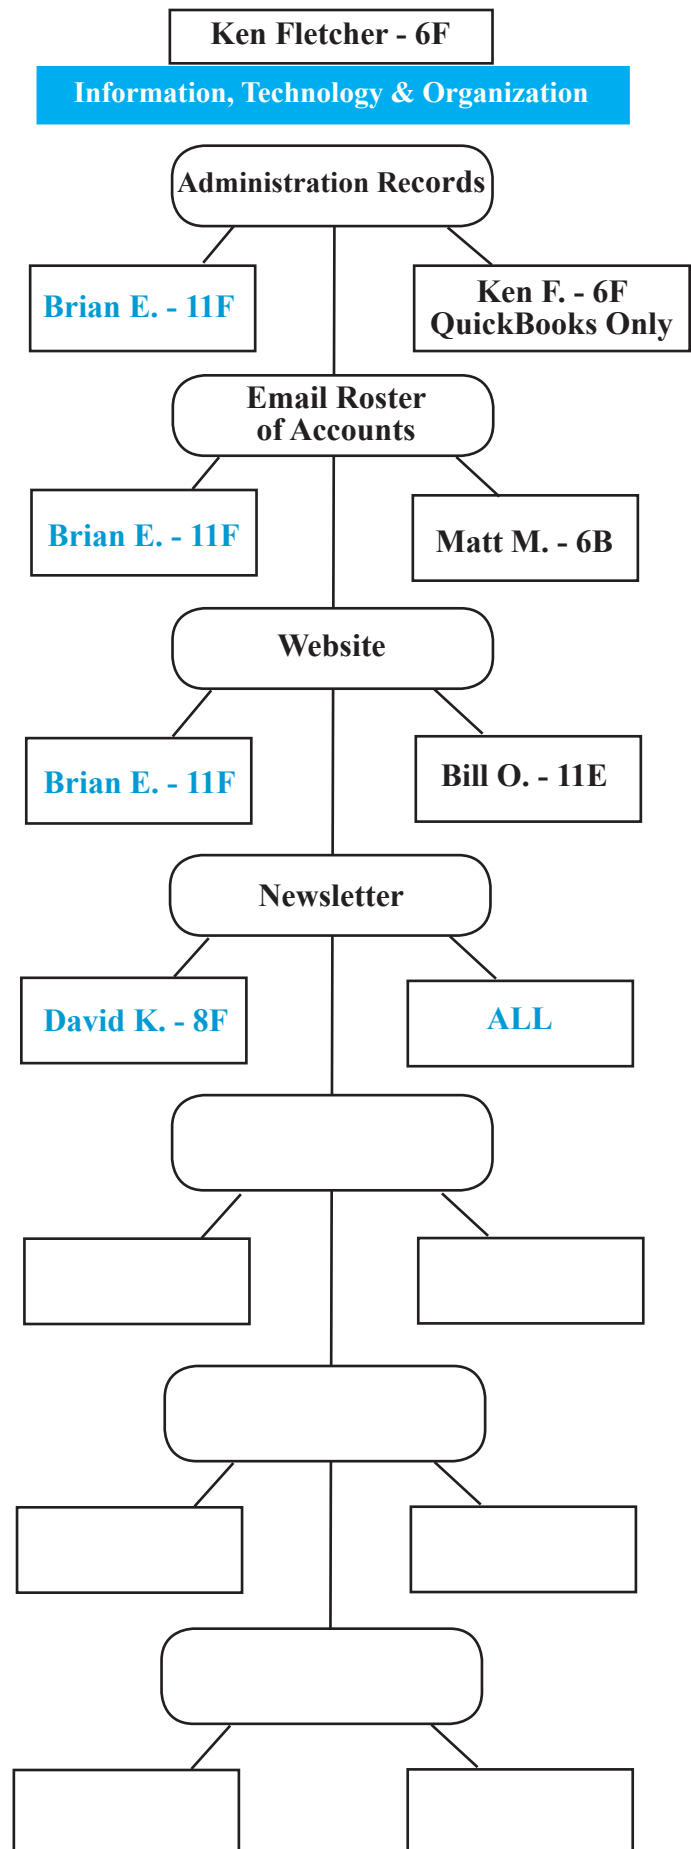 Ken Fletcher - 6F
Information, Technology & Organization
Administration Records
Brian E. - 11F
Ken F. - 6F
QuickBooks Only
Email Roster
of Accounts
Brian E. - 11F
Matt M. - 6B
Website
Brian E. - 11F
Bill O. - 11E
Newsletter
David K. - 8F
ALL